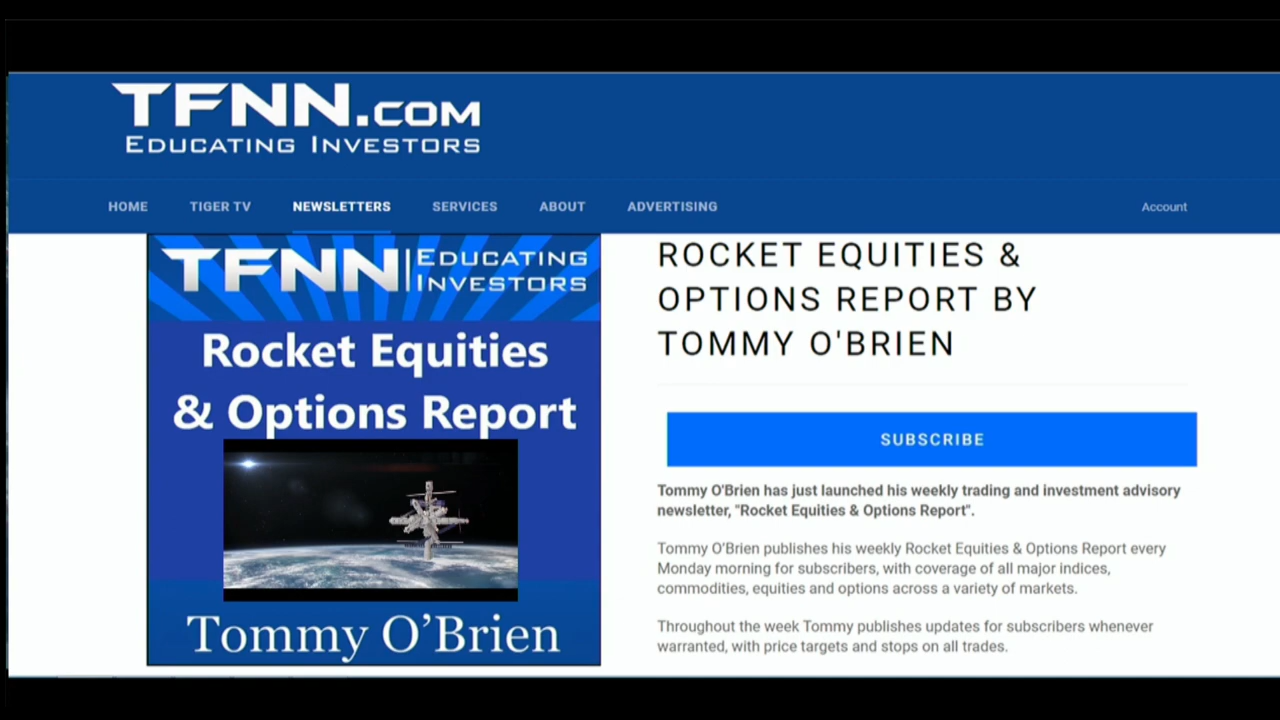 TFNN.COM
EDUCATING INVESTORS
HOME TIGER TV NEWSLETTERS SERVICES ABOUT ADVERTISING Account
TFNN EDUCATING
INVESTORS
Rocket Equities
& Options Report
Tommy O’Brien
ROCKET EQUITIES &
OPTIONS REPORT BY
TOMMY O'BRIEN
SUBSCRIBE
Tommy O'Brien has just launched his weekly trading and investment advisory
newsletter, "Rocket Equities & Options Report".
Tommy O’Brien publishes his weekly Rocket Equities & Options Report every
Monday morning for subscribers, with coverage of all major indices,
commodities, equities and options across a variety of markets.
Throughout the week Tommy publishes updates for subscribers whenever
warranted, with price targets and stops on all trades.